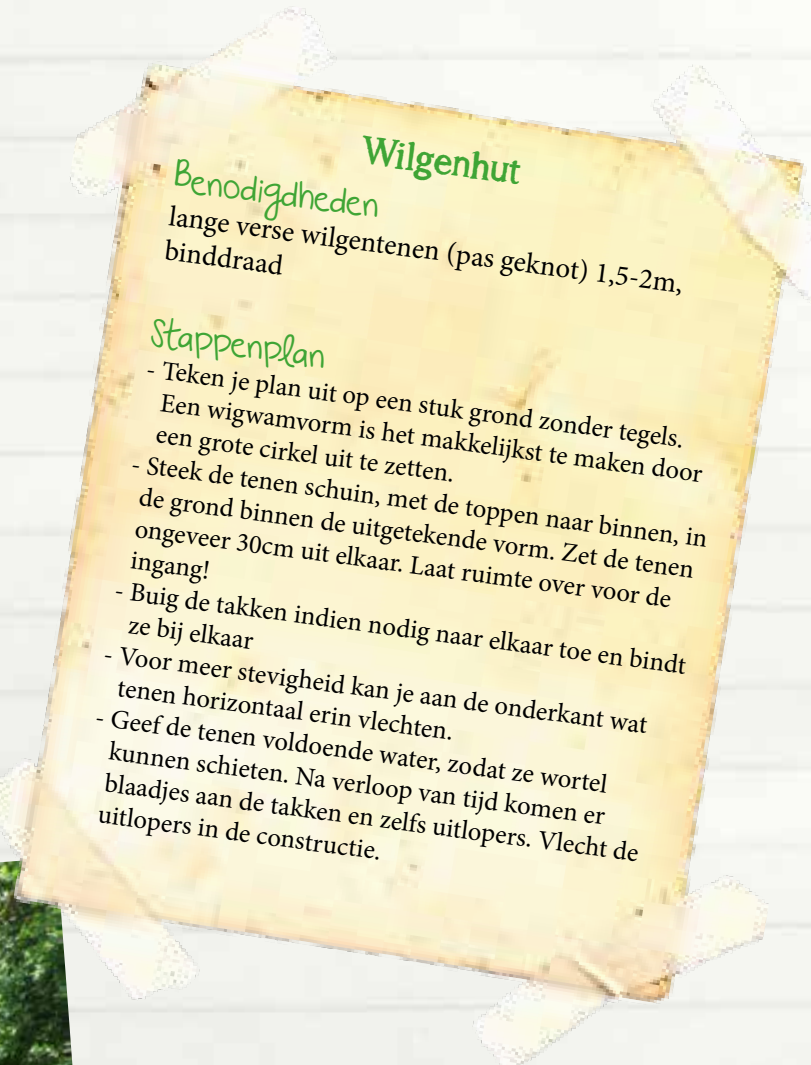 Wilgenhut
Benodigdheden
lange verse wilgentenen (pas geknot) 1,5-2m,
binddraad
Stappenplan
- Teken je plan uit op een stuk grond zonder tegels.
Een wigwamvorm is het makkelijkst te maken door
een grote cirkel uit te zetten.
- Steek de tenen schuin, met de toppen naar binnen, in
de grond binnen de uitgetekende vorm. Zet de tenen
ongeveer 30cm uit elkaar. Laat ruimte over voor de
ingang!
- Buig de takken indien nodig naar elkaar toe en bindt
ze bij elkaar
- Voor meer stevigheid kan je aan de onderkant wat
tenen horizontaal erin vlechten.
- Geef de tenen voldoende water, zodat ze wortel
kunnen schieten. Na verloop van tijd komen er
blaadjes aan de takken en zelfs uitlopers. Vlecht de
uitlopers in de constructie.